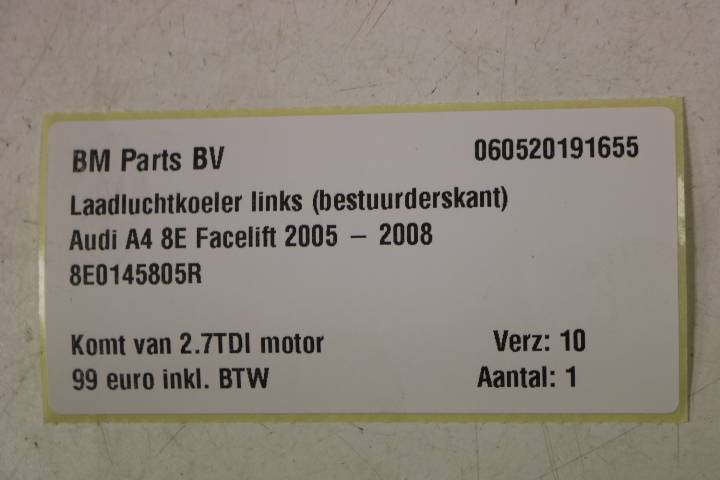 BM Parts BV 060520191655
Laadluchtkoeler links (bestuurderskant)
Audi A4 8E Facelift 2005 – 2008
8E0145805R
Komt van 2.7TDI motor Verz: 10
99 euro inkl. BTW Aantal: 1